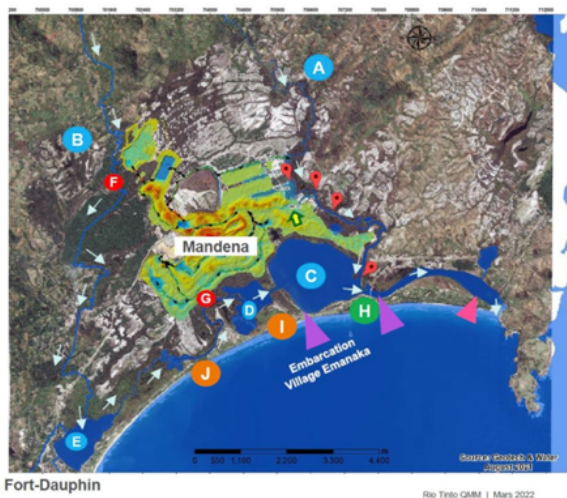 A
B
F
Mandena
C
G
D
H
I
Embarcation
Village Emanaka
J
E
0 550 1.100 2.200 3.300 4.400
Source: Geotech & Water
August 2021
Fort-Dauphin
Rio Tinto QMM | Mars 2022